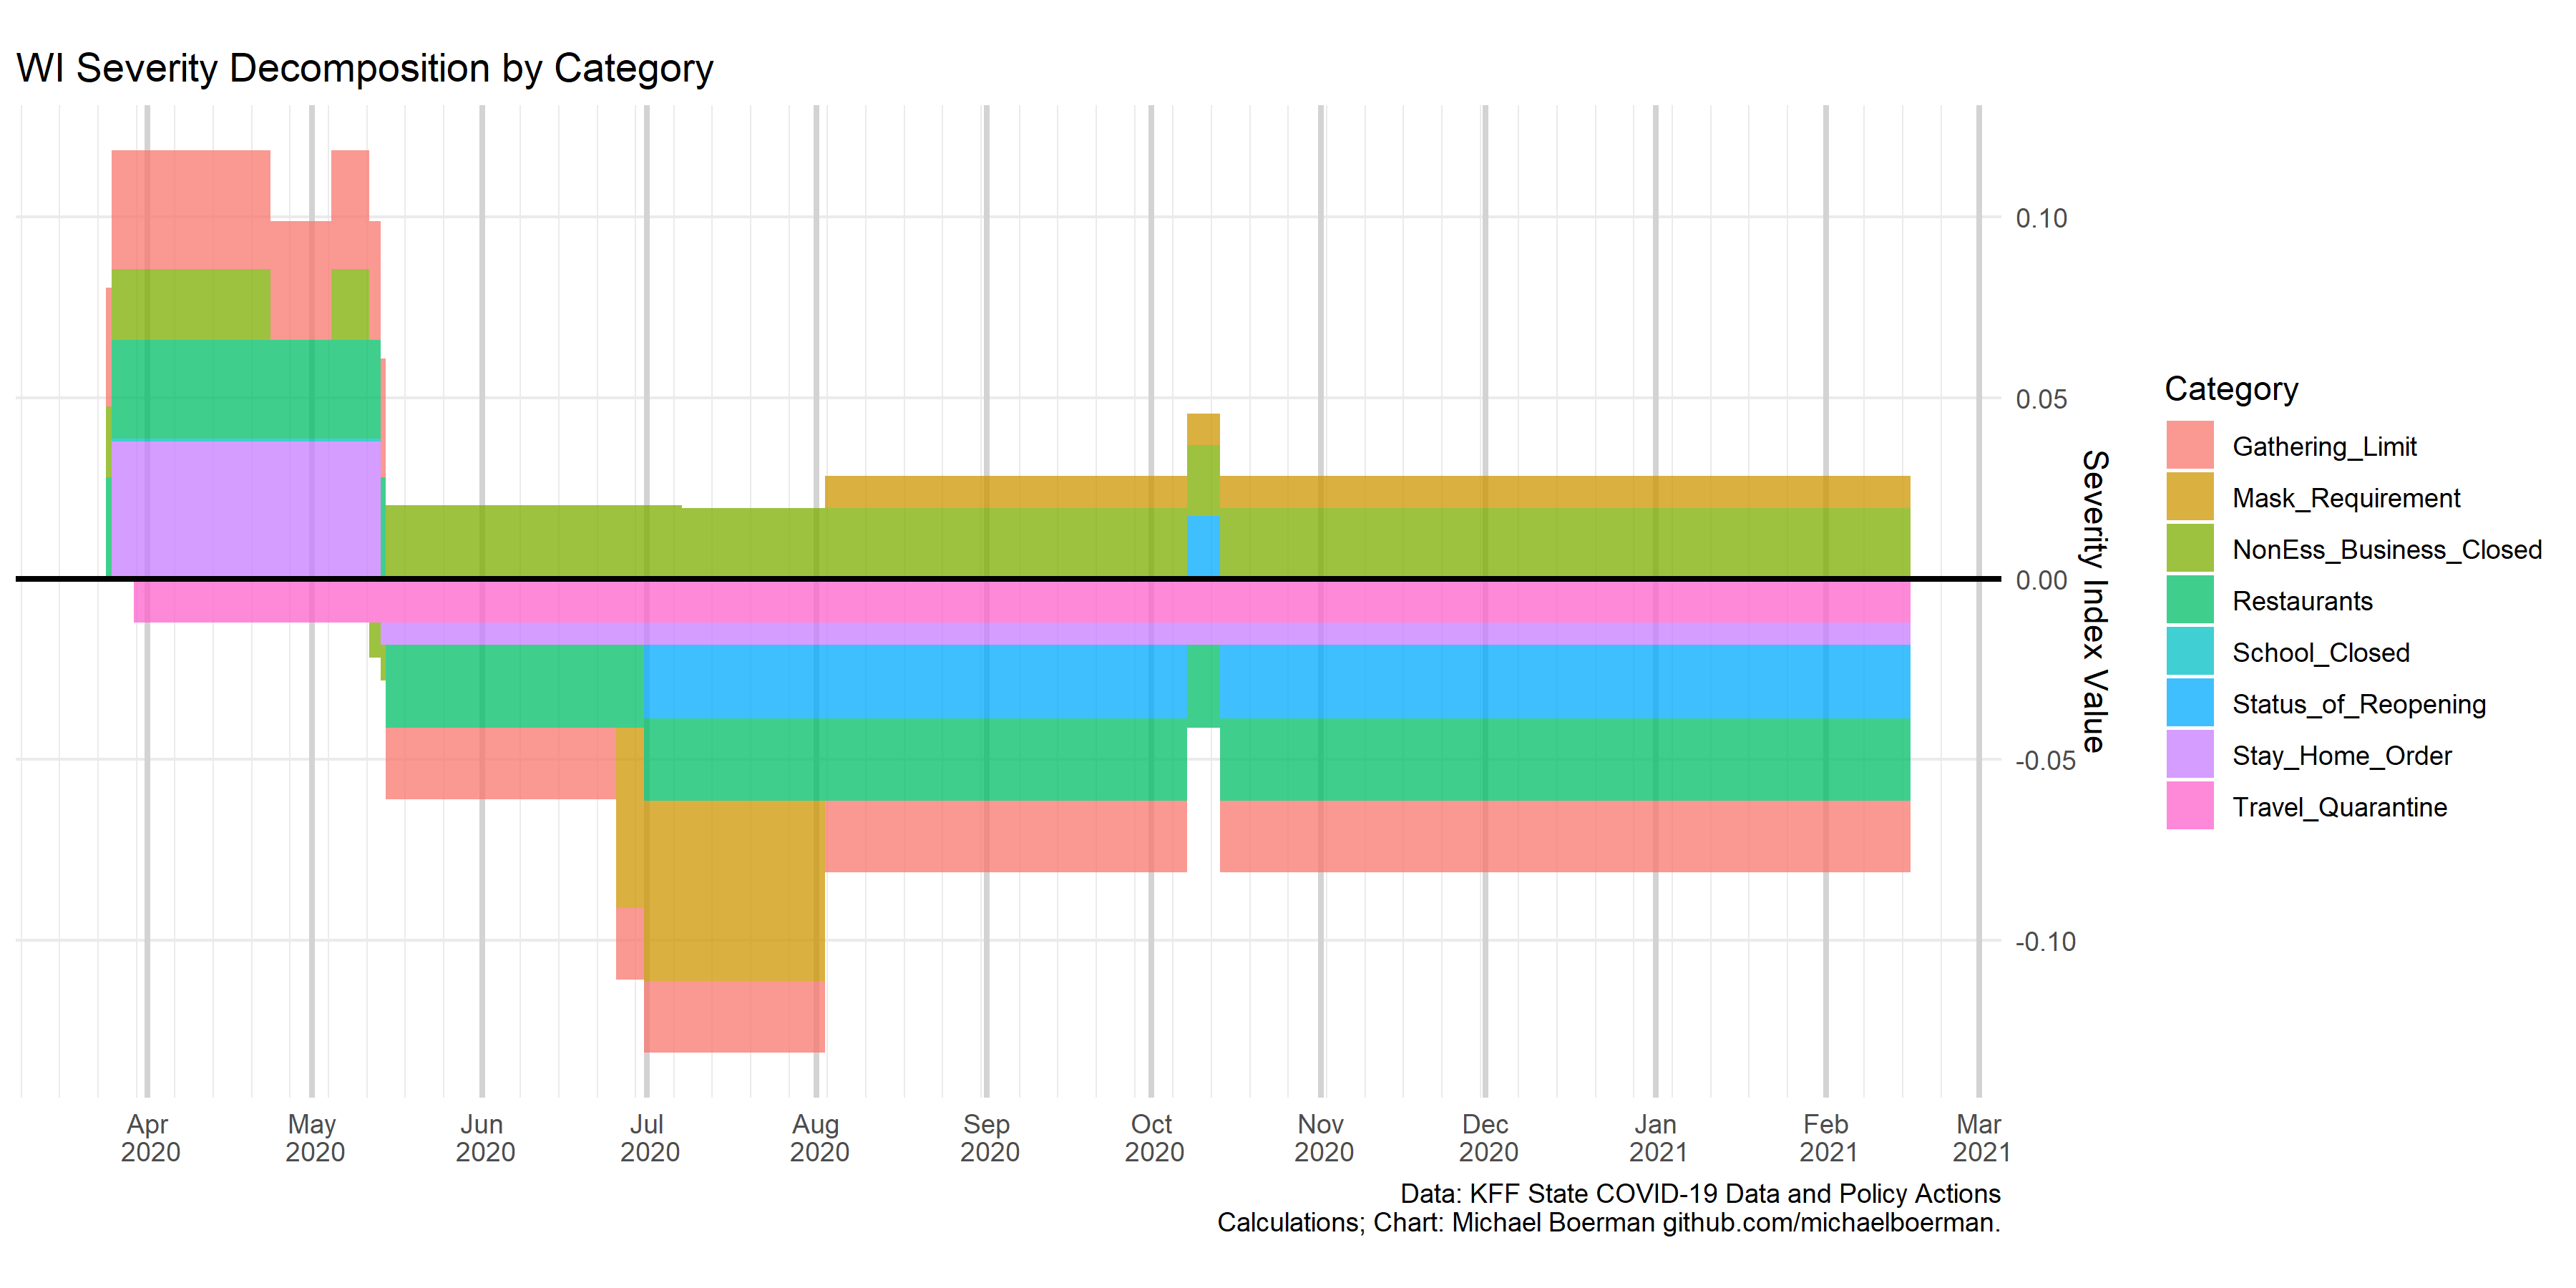 WI Severity Decomposition by Category
0.10
0.05
0.00
-0.05
-0.10
Severity Index Value
Apr
2020
May
2020
Jun
2020
Jul
2020
Aug
2020
Sep
2020
Oct
2020
Nov
2020
Dec
2020
Jan
2021
Feb
2021
Mar
2021
Category
Gathering_Limit
Mask_Requirement
NonEss_Business_Closed
Restaurants
School_Closed
Status_of_Reopening
Stay_Home_Order
Travel_Quarantine
Data: KFF State COVID-19 Data and Policy Actions
Calculations; Chart: Michael Boerman github.com/michaelboerman.